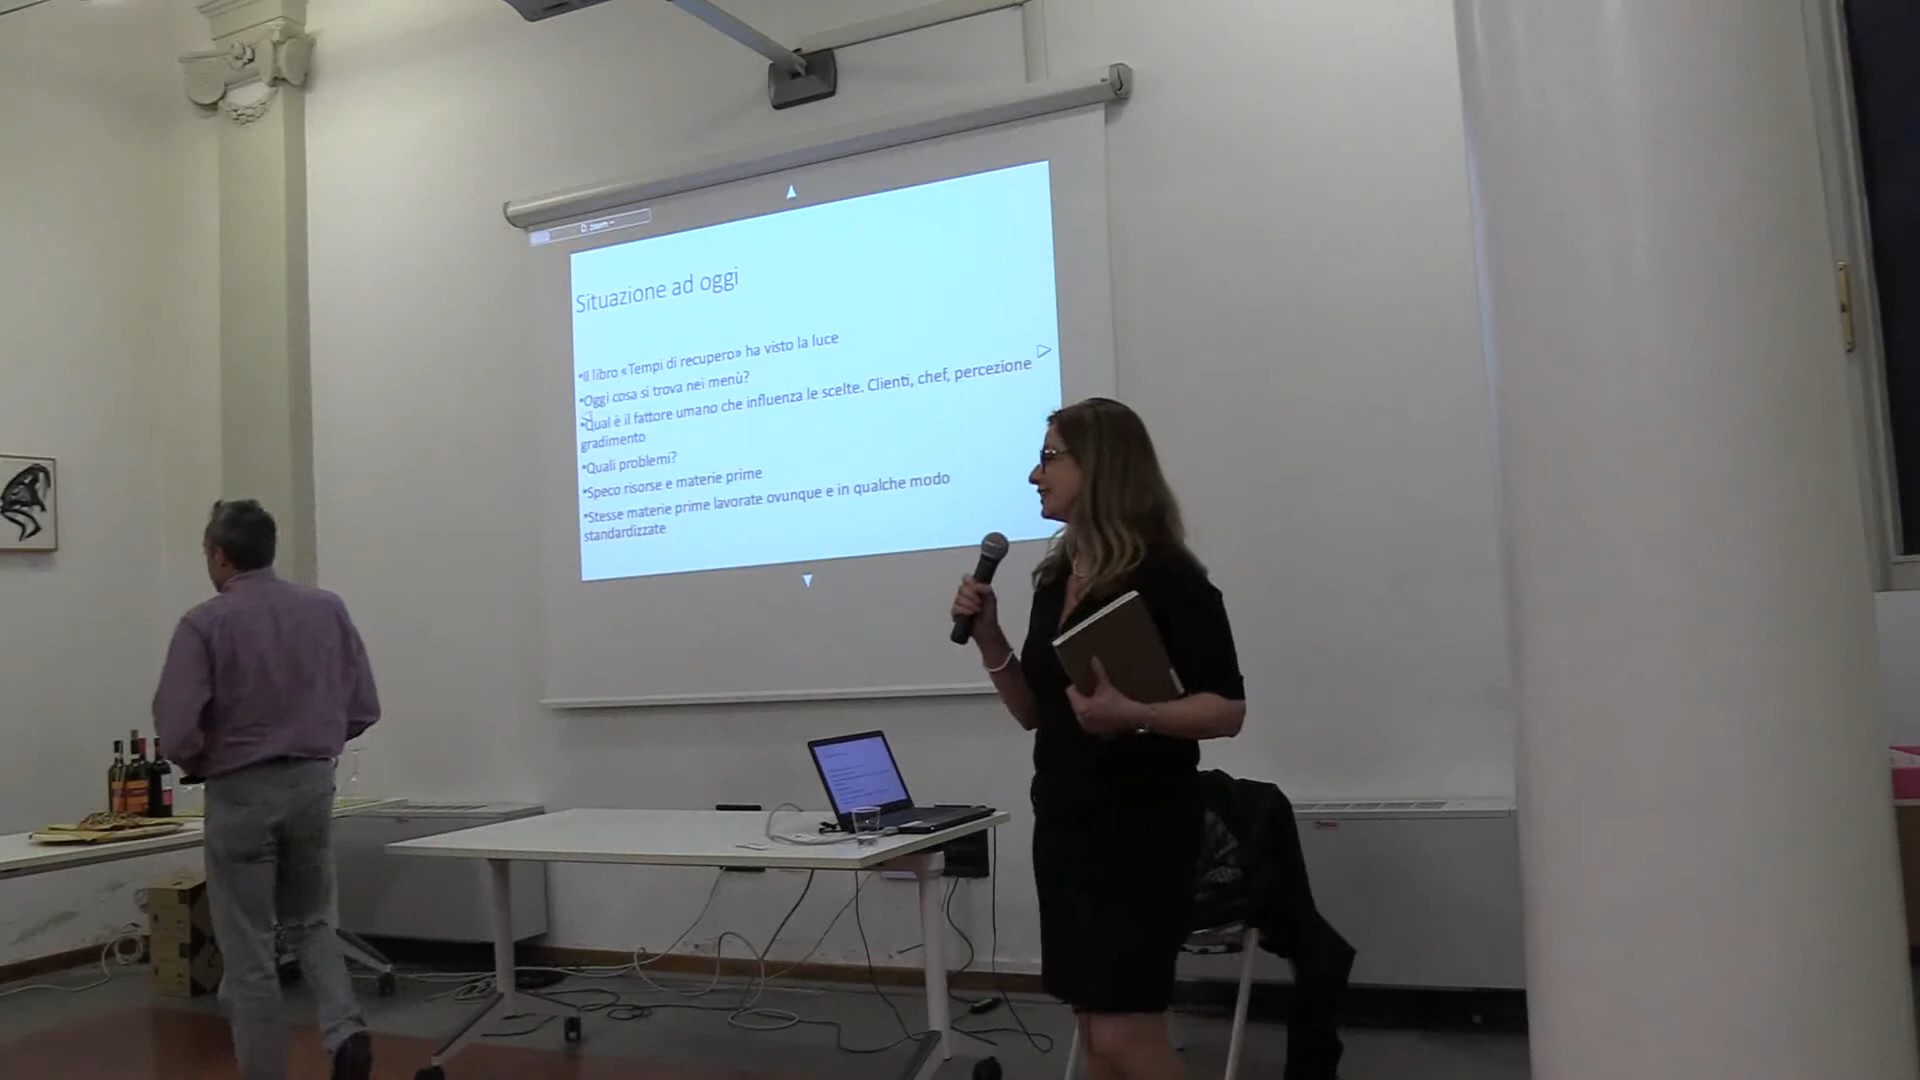 D. zoom -
Situazione ad oggi
•Il libro «Tempi di recupero» ha visto la luce
•Oggi cosa si trova nei menù?
•Qual è il fattore umano che influenza le scelte. Clienti, chef, percezione
gradimento
•Quali problemi?
•Speco risorse e materie prime
•Stesse materie prime lavorate ovunque e in qualche modo
standardizzate